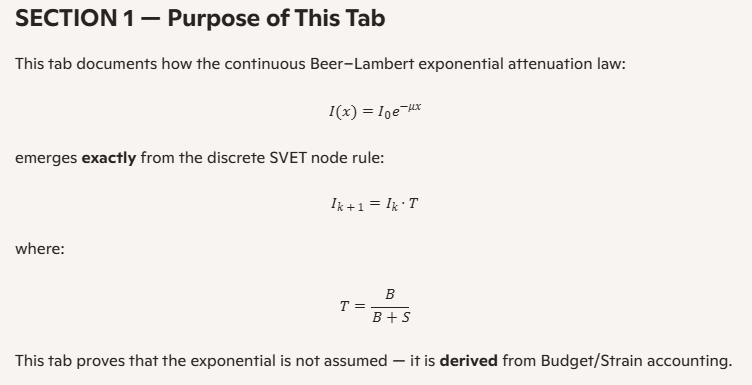 SECTION 1 — Purpose of This Tab
This tab documents how the continuous Beer–Lambert exponential attenuation law:
I(x) = I₀e^{−μx}
emerges exactly from the discrete SVET node rule:
I_{k+1} = I_k · T
where:
T = \frac{B}{B + S}
This tab proves that the exponential is not assumed — it is derived from Budget/Strain accounting.